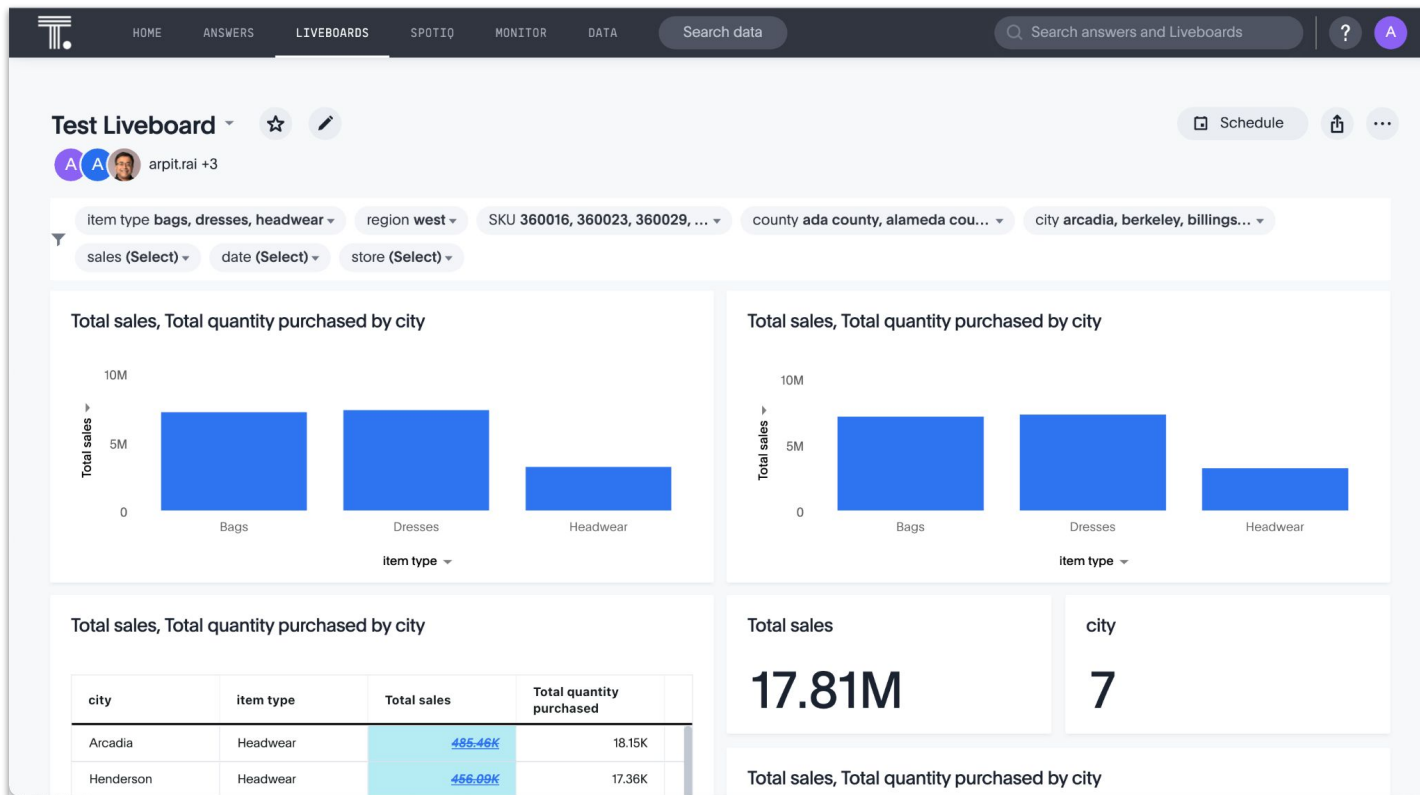 HOME ANSWERS LIVEBOARDS SPOTIQ MONITOR DATA Search data Search answers and Liveboards ? A
Test Liveboard
Schedule
A A arpit.rai +3
item type bags, dresses, headwear region west SKU 360016, 360023, 360029, ... county ada county, alameda cou... city arcadia, berkeley, billings...
sales (Select) date (Select) store (Select)
Total sales, Total quantity purchased by city
10M
5M
0
Total sales
Bags Dresses Headwear
item type
Total sales, Total quantity purchased by city
10M
5M
0
Total sales
Bags Dresses Headwear
item type
Total sales, Total quantity purchased by city
city item type Total sales Total quantity purchased
Arcadia Headwear 485.46K 18.15K
Henderson Headwear 456.09K 17.36K
Total sales
17.81M
city
7
Total sales, Total quantity purchased by city